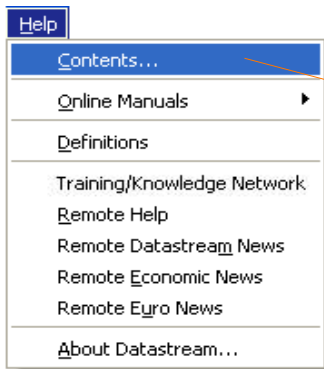 Help
Contents...
Online Manuals
Definitions
Training/Knowledge Network
Remote Help
Remote Datastream News
Remote Economic News
Remote Euro News
About Datastream...